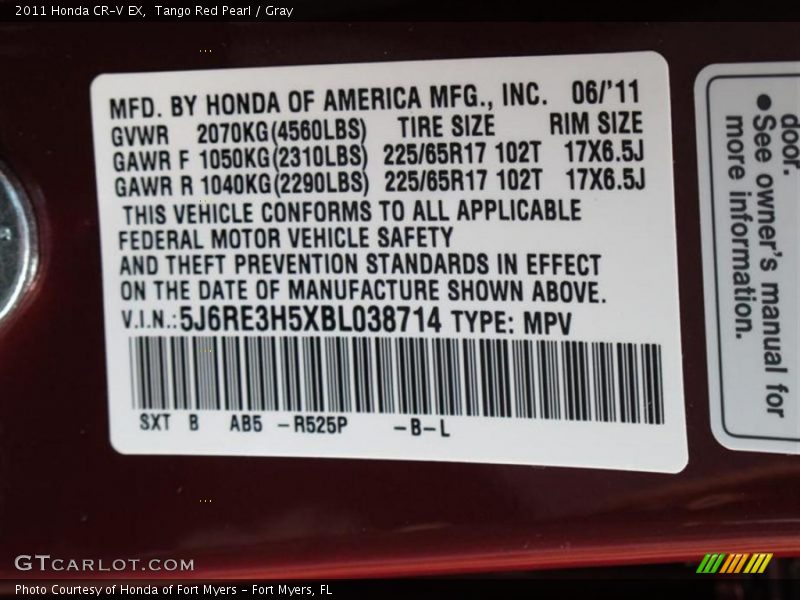 2011 Honda CR-V EX, Tango Red Pearl / Gray
MFD. BY HONDA OF AMERICA MFG., INC. 06/'11
GVWR 2070KG(4560LBS) TIRE SIZE RIM SIZE
GAWR F 1050KG(2310LBS) 225/65R17 102T 17X6.5J
GAWR R 1040KG(2290LBS) 225/65R17 102T 17X6.5J
THIS VEHICLE CONFORMS TO ALL APPLICABLE
FEDERAL MOTOR VEHICLE SAFETY
AND THEFT PREVENTION STANDARDS IN EFFECT
ON THE DATE OF MANUFACTURE SHOWN ABOVE.
V.I.N.:5J6RE3H5XBL038714 TYPE: MPV
SXT B AB5 -R525P -B-L
door.
● See owner's manual for
more information.
GTCARLOT.COM
Photo Courtesy of Honda of Fort Myers - Fort Myers, FL